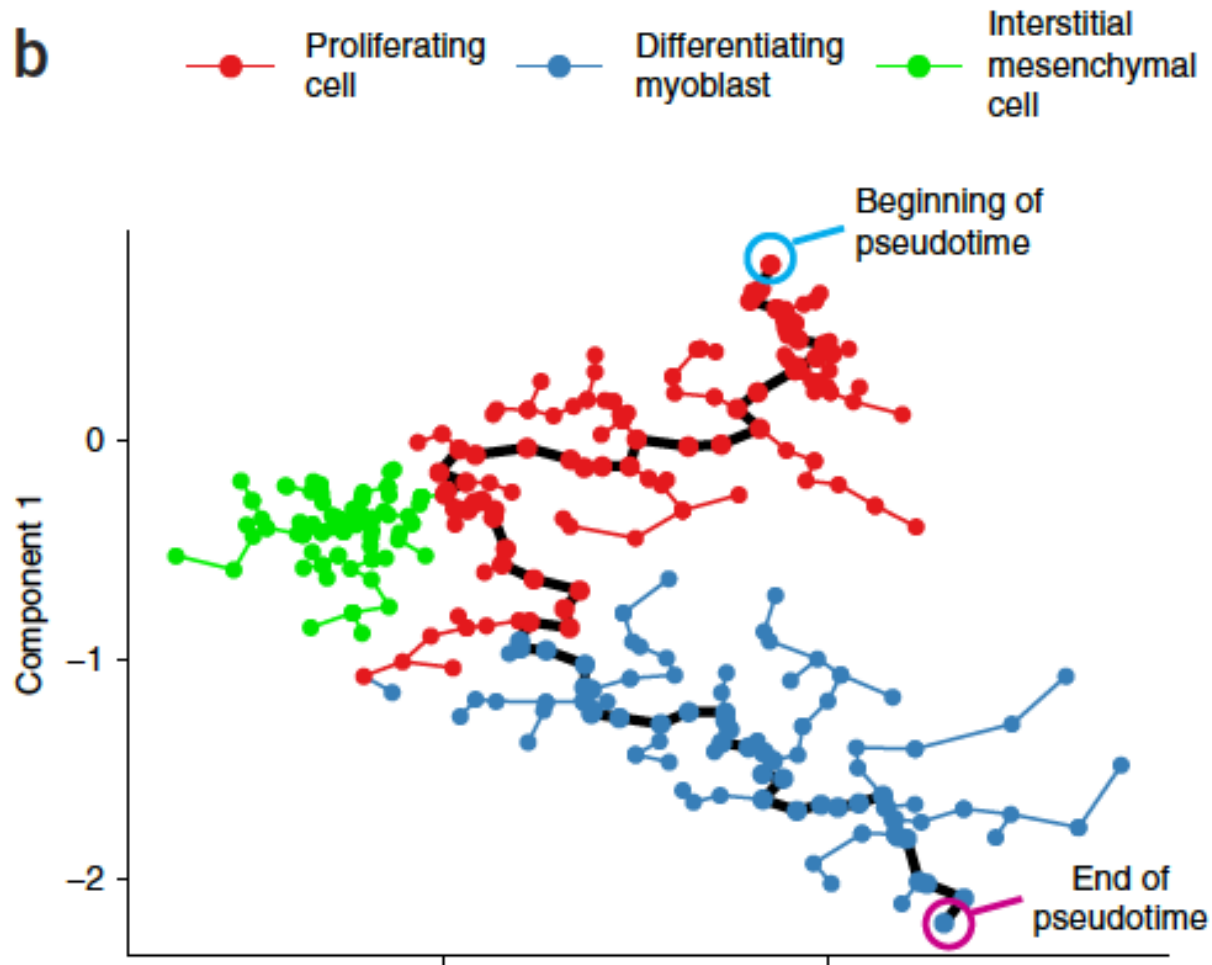 b
Proliferating
cell
Differentiating
myoblast
Interstitial
mesenchymal
cell
Beginning of
pseudotime
0
Component 1
–1
–2
End of
pseudotime